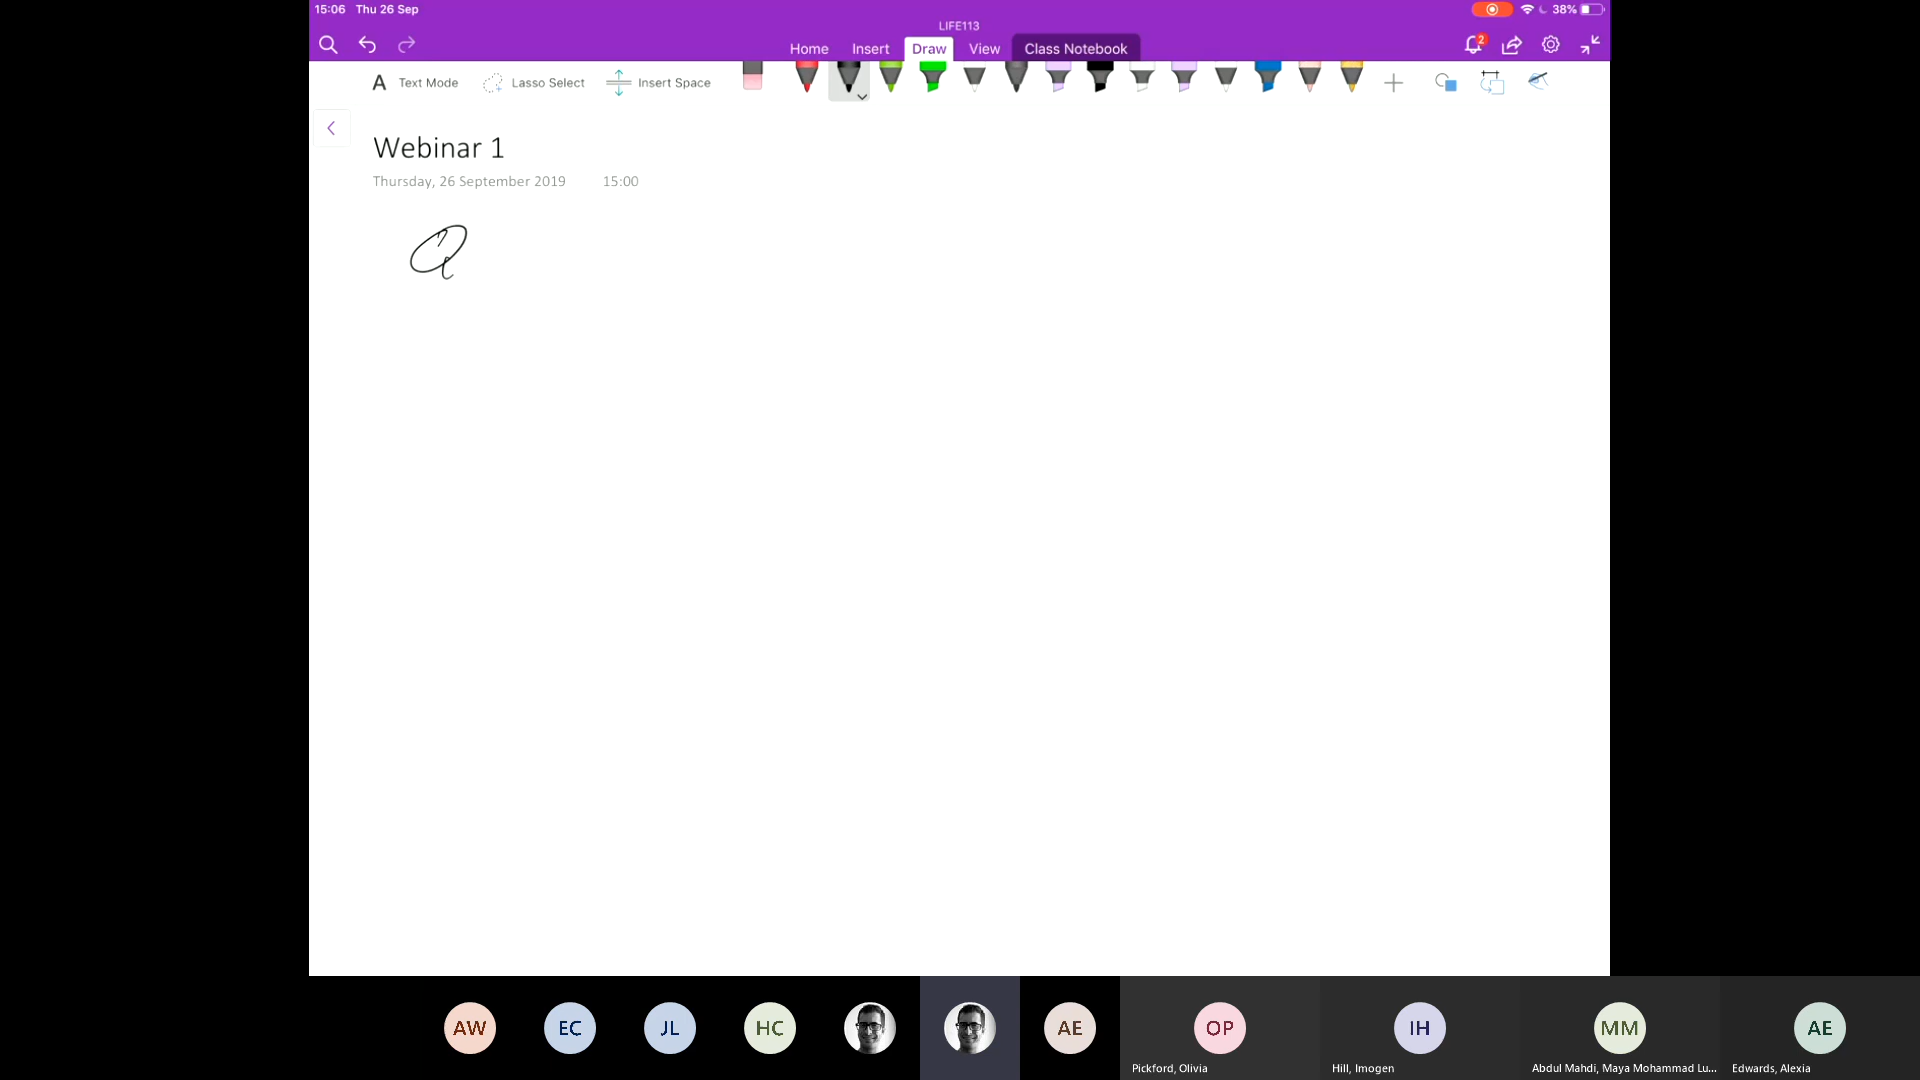 15:06 Thu 26 Sep
38%
LIFE113
Home Insert Draw View Class Notebook
2
A Text Mode Lasso Select Insert Space
Webinar 1
Thursday, 26 September 2019 15:00
Q
AW EC JL HC AE OP IH MM AE
Pickford, Olivia Hill, Imogen Abdul Mahdi, Maya Mohammad Lu... Edwards, Alexia